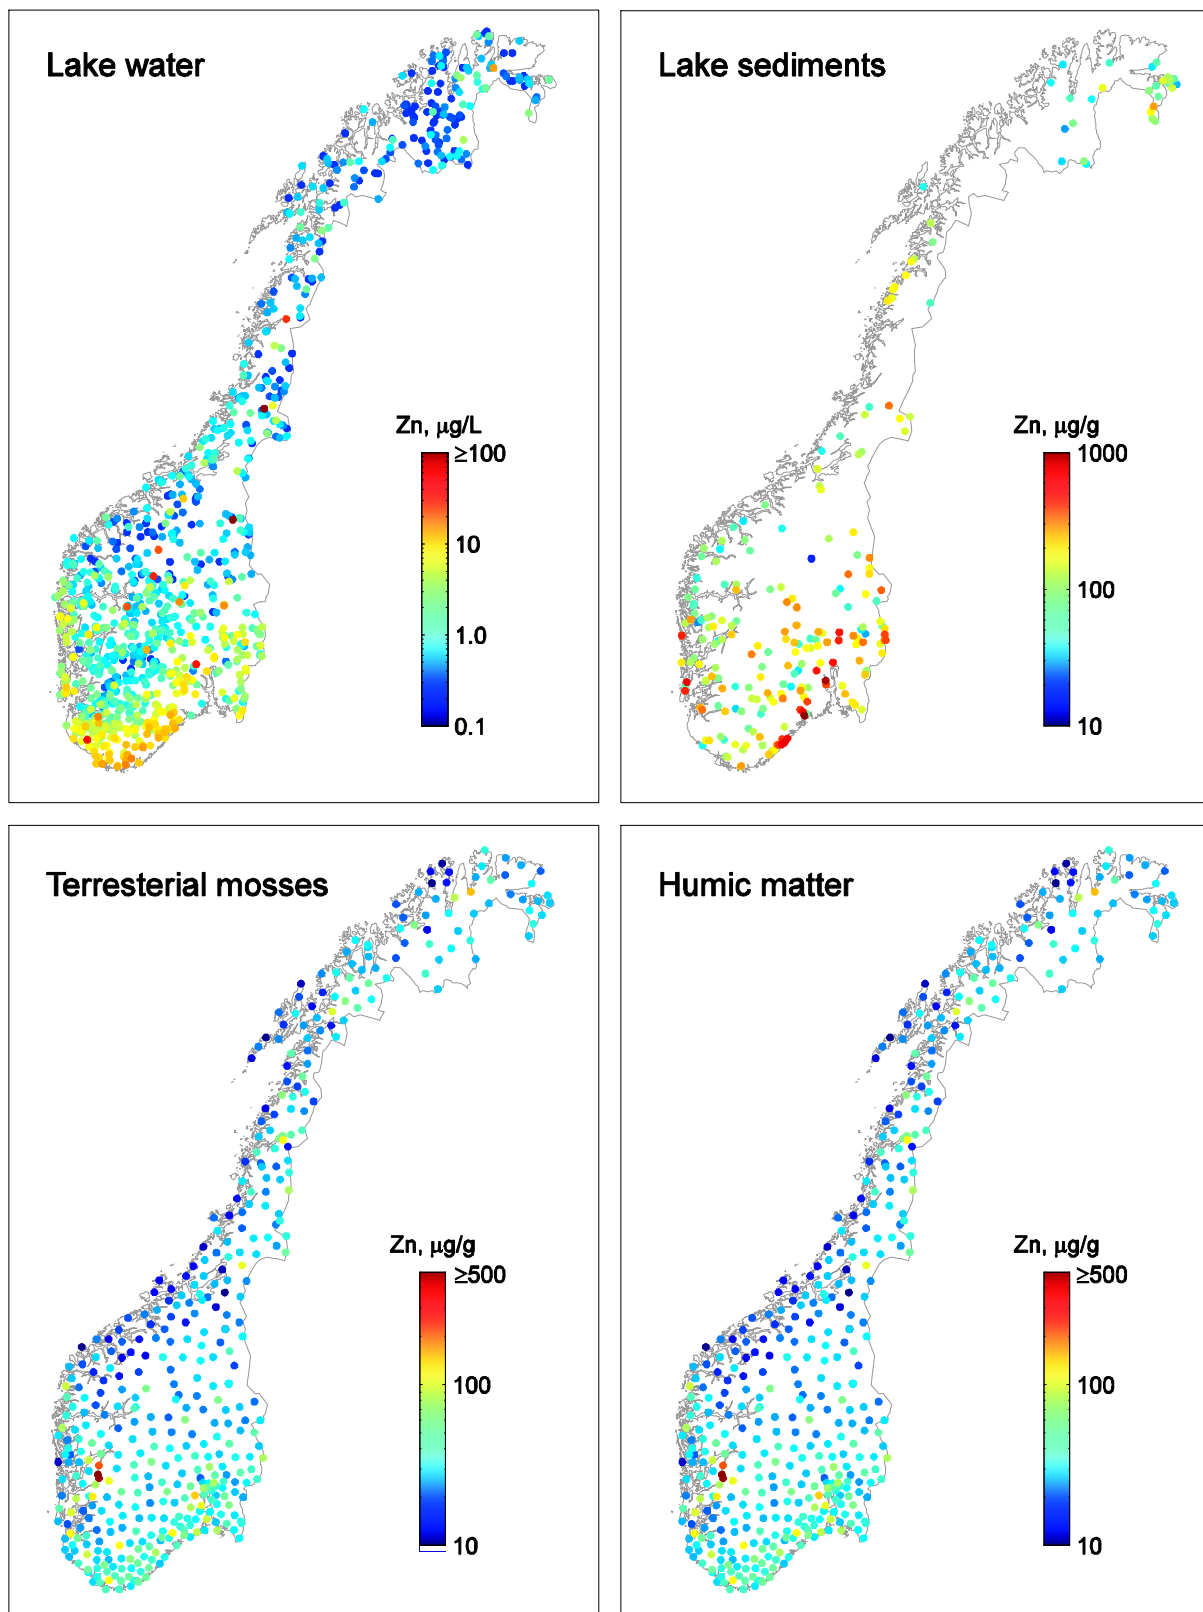 Lake water
Zn, µg/L
≥100
10
1.0
0.1
Lake sediments
Zn, µg/g
1000
100
10
Terresterial mosses
Zn, µg/g
≥500
100
10
Humic matter
Zn, µg/g
≥500
100
10